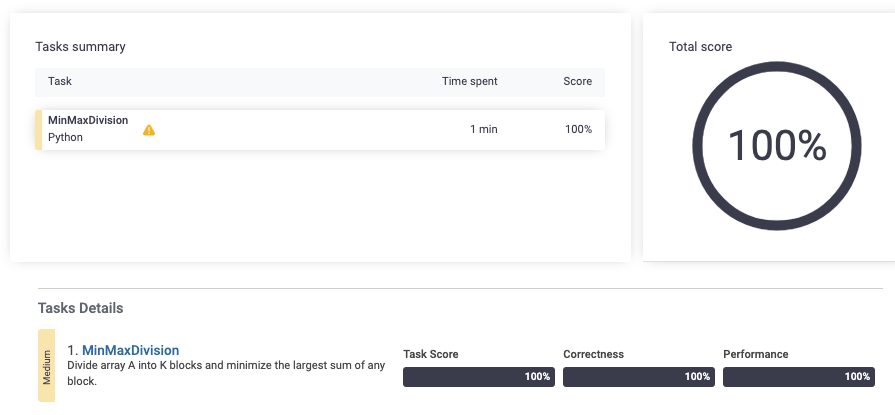 Tasks summary
Total score
Task Time spent Score
MinMaxDivision
Python
1 min 100%
100%
Tasks Details
Medium
1. MinMaxDivision
Divide array A into K blocks and minimize the largest sum of any
block.
Task Score Correctness Performance
100% 100% 100%